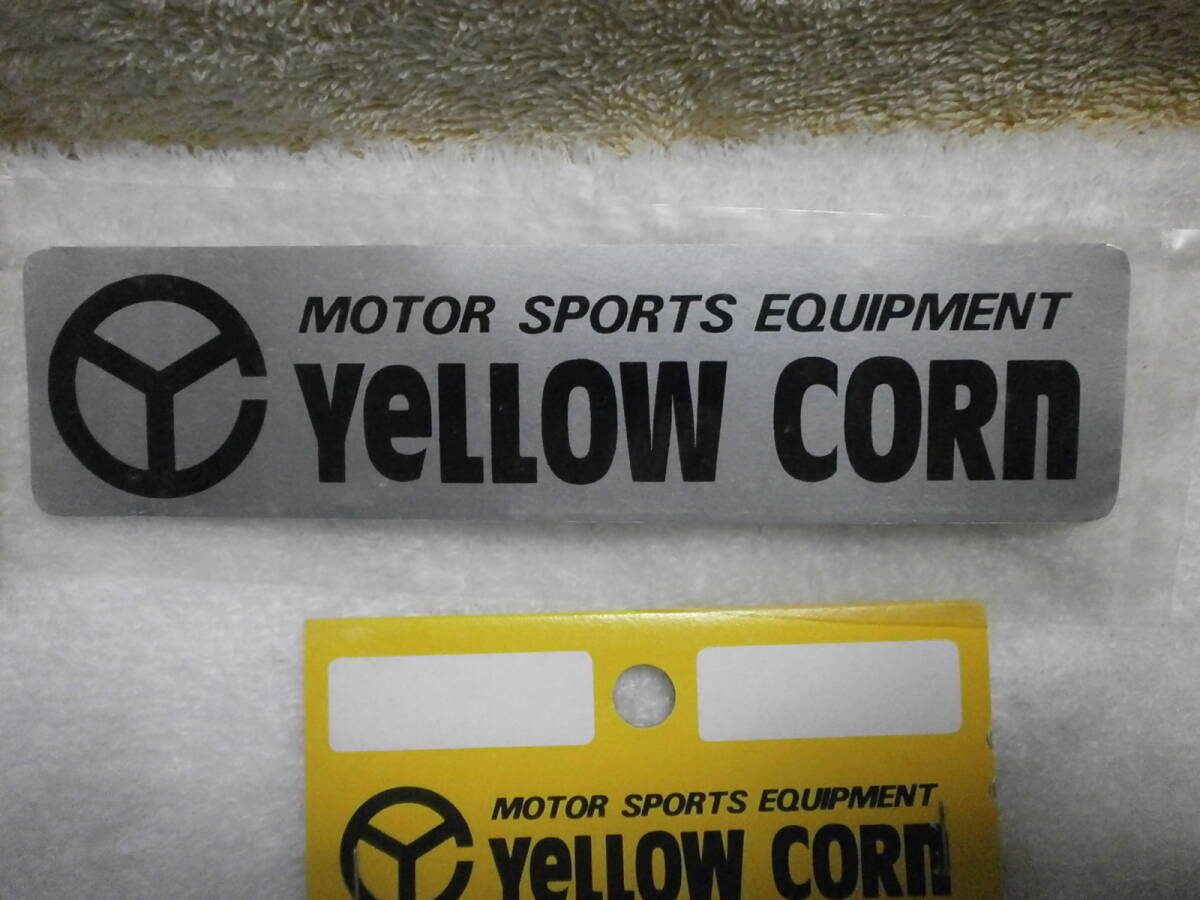 MOTOR SPORTS EQUIPMENT
YeLLOW CORn
MOTOR SPORTS EQUIPMENT
YeLLOW CORn